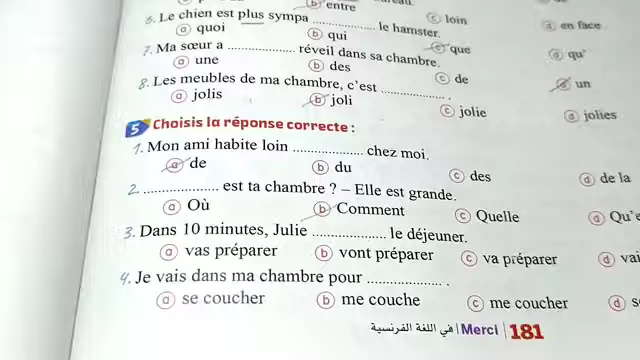 ⓑ entre
6. Le chien est plus sympa .................. le hamster. ⓒ loin
ⓐ quoi ⓑ qui ⓒ que ⓓ en face
7. Ma sœur a .................. réveil dans sa chambre. ⓓ qu'
ⓐ une ⓑ des ⓒ de ⓓ un
8. Les meubles de ma chambre, c'est .................. .
ⓐ jolis ⓑ joli ⓒ jolie ⓓ jolies
5 Choisis la réponse correcte :
1. Mon ami habite loin .................. chez moi.
ⓐ de ⓑ du ⓒ des ⓓ de la
2. .................. est ta chambre ? – Elle est grande.
ⓐ Où ⓑ Comment ⓒ Quelle ⓓ
3. Dans 10 minutes, Julie .................. le déjeuner.
ⓐ vas préparer ⓑ vont préparer ⓒ va préparer ⓓ
4. Je vais dans ma chambre pour .................. .
ⓐ se coucher ⓑ me couche ⓒ me coucher ⓓ
في اللغة الفرنسية | Merci | 181